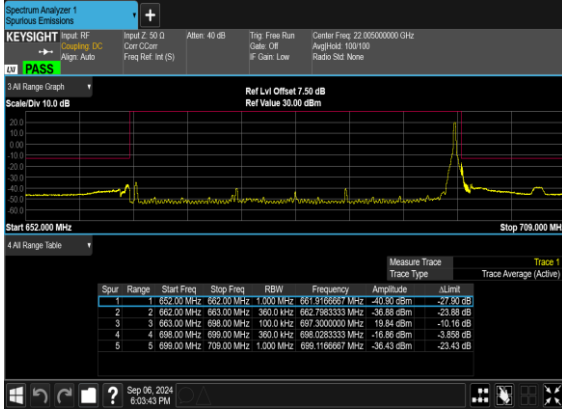 Spectrum Analyzer 1
Spurious Emissions
+
KEYSIGHT Input: RF Input Z: 50 Ω Atten: 40 dB Trig: Free Run Center Freq: 22.005000000 GHz
Coupling: DC Corr CCorr Gate: Off Avg|Hold: 100/100
Align: Auto Freq Ref: Int (S) IF Gain: Low Radio Std: None
LNI PASS
3 All Range Graph Ref Lvl Offset 7.50 dB
Scale/Div 10.0 dB Ref Value 30.00 dBm
20.0
10.0
0.00
-10.0
-20.0
-30.0
-40.0
-50.0
-60.0
Start 652.000 MHz Stop 709.000 MH
4 All Range Table
Measure Trace Trace 1
Trace Type Trace Average (Active)
Spur Range Start Freq Stop Freq RBW Frequency Amplitude ΔLimit
1 1 652.00 MHz 662.00 MHz 1.000 MHz 661.9166667 MHz -40.90 dBm -27.90 dB
2 2 662.00 MHz 663.00 MHz 360.0 kHz 662.7983333 MHz -36.88 dBm -23.88 dB
3 3 663.00 MHz 698.00 MHz 100.0 kHz 697.3000000 MHz 19.84 dBm -10.16 dB
4 4 698.00 MHz 699.00 MHz 360.0 kHz 698.0283333 MHz -16.86 dBm -3.858 dB
5 5 699.00 MHz 709.00 MHz 1.000 MHz 699.1166667 MHz -36.43 dBm -23.43 dB
? Sep 06, 2024
6:03:43 PM